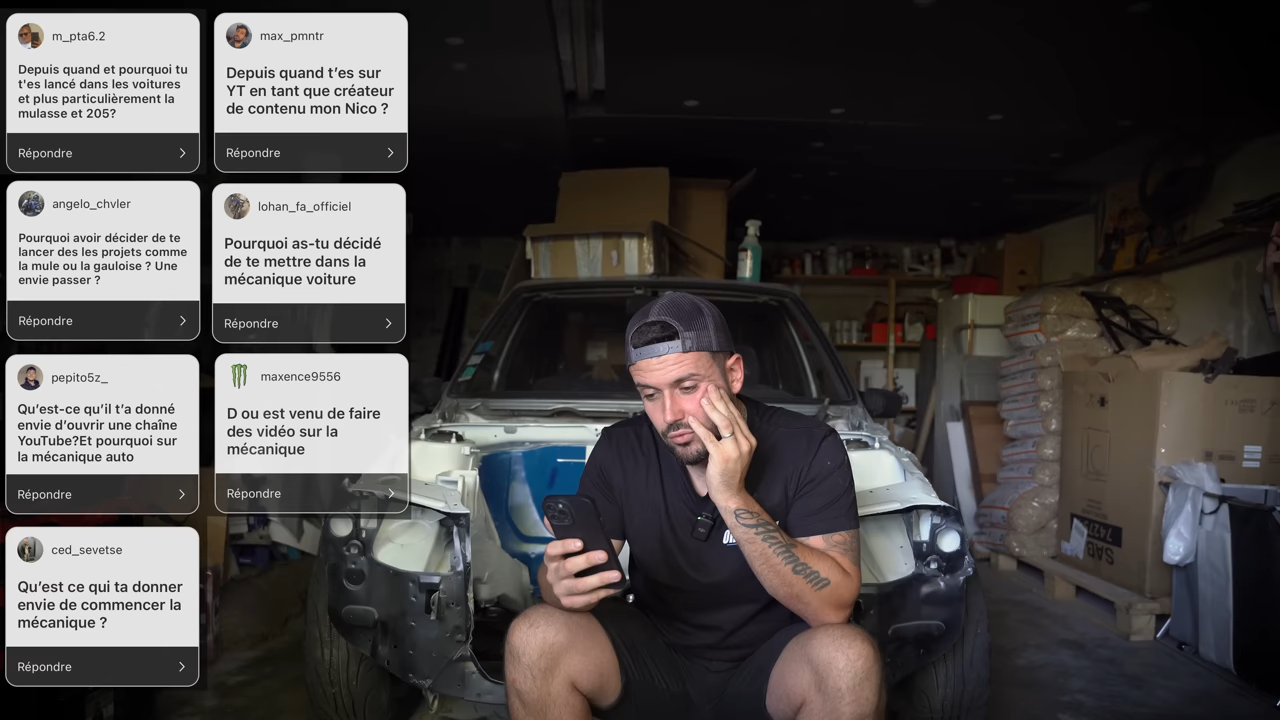 m_pta6.2
Depuis quand et pourquoi tu
t'es lancé dans les voitures
et plus particulièrement la
mulasse et 205?
Répondre
max_pmntr
Depuis quand t'es sur
YT en tant que créateur
de contenu mon Nico ?
Répondre
angelo_chvler
Pourquoi avoir décider de te
lancer des les projets comme
la mule ou la gauloise ? Une
envie passer ?
Répondre
lohan_fa_officiel
Pourquoi as-tu décidé
de te mettre dans la
mécanique voiture
Répondre
pepito5z_
Qu'est-ce qu'il t'a donné
envie d'ouvrir une chaîne
YouTube?Et pourquoi sur
la mécanique auto
Répondre
maxence9556
D ou est venu de faire
des vidéo sur la
mécanique
Répondre
ced_sevetse
Qu'est ce qui ta donner
envie de commencer la
mécanique ?
Répondre